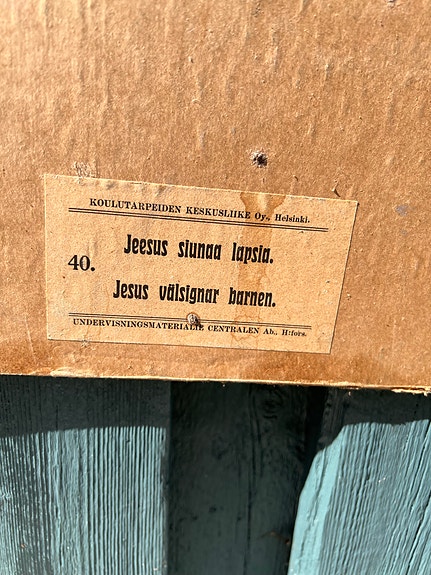 KOULUTARPEIDEN KESKUSLIIKE Oy., Helsinki.
40.
Jeesus siunaa lapsia.
Jesus välsignar barnen.
UNDERVISNINGSMATERIALIE CENTRALEN Ab., H:fors.